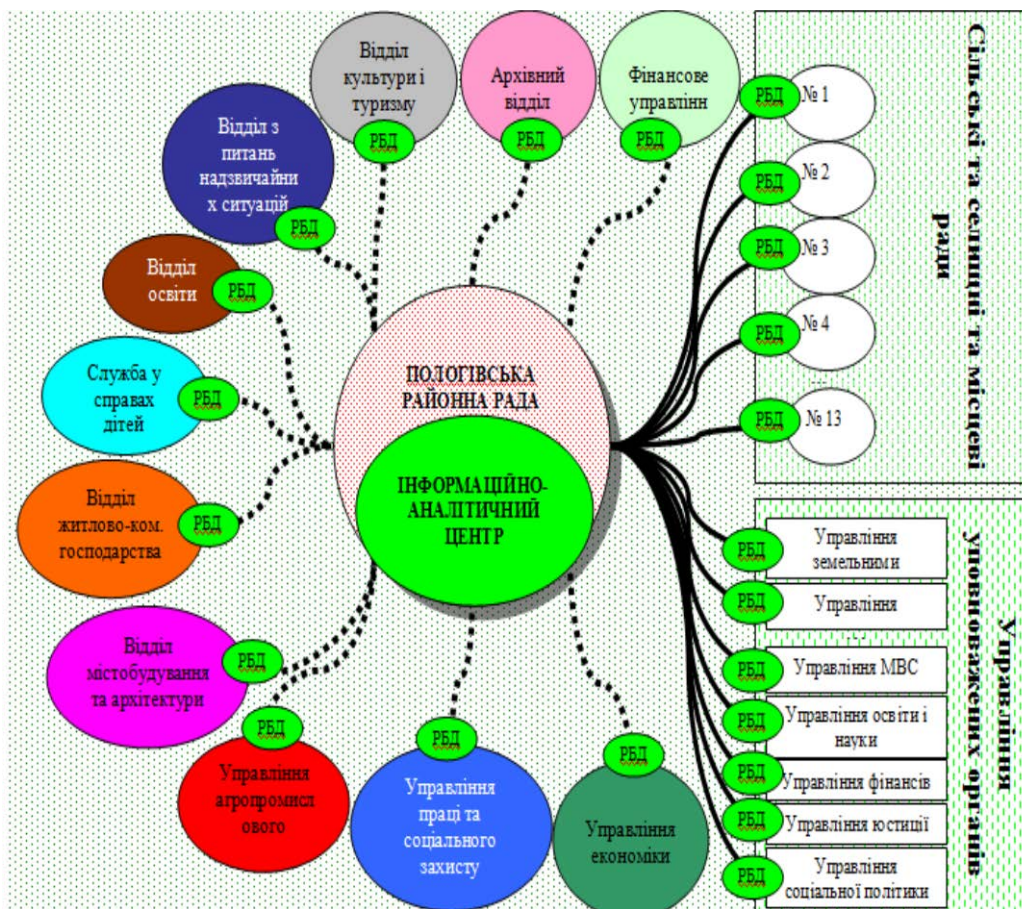 Відділ
культури і
туризму
РБД
Архівний
відділ
РБД
Фінансове
управлінн
РБД
Відділ з
питань
надзвичайни
х ситуацій
РБД
Відділ
освіти
РБД
Служба у
справах
дітей
РБД
Відділ
житлово-ком.
господарства
РБД
Відділ
містобудування
та архітектури
РБД
Управління
агропромисл
ового
РБД
Управління
праці та
соціального
захисту
РБД
Управління
економіки
РБД
ПОЛОГІВСЬКА
РАЙОННА РАДА
ІНФОРМАЦІЙНО-
АНАЛІТИЧНИЙ
ЦЕНТР
РБД № 1
РБД № 2
РБД № 3
РБД № 4
...
РБД № 13
Сільські та селищні та місцеві
ради
РБД
Управління
земельними
РБД
Управління
...
РБД
Управління МВС
РБД
Управління освіти і
науки
РБД
Управління фінансів
РБД
Управління юстиції
РБД
Управління
соціальної політики
Управління
уповноважених органів